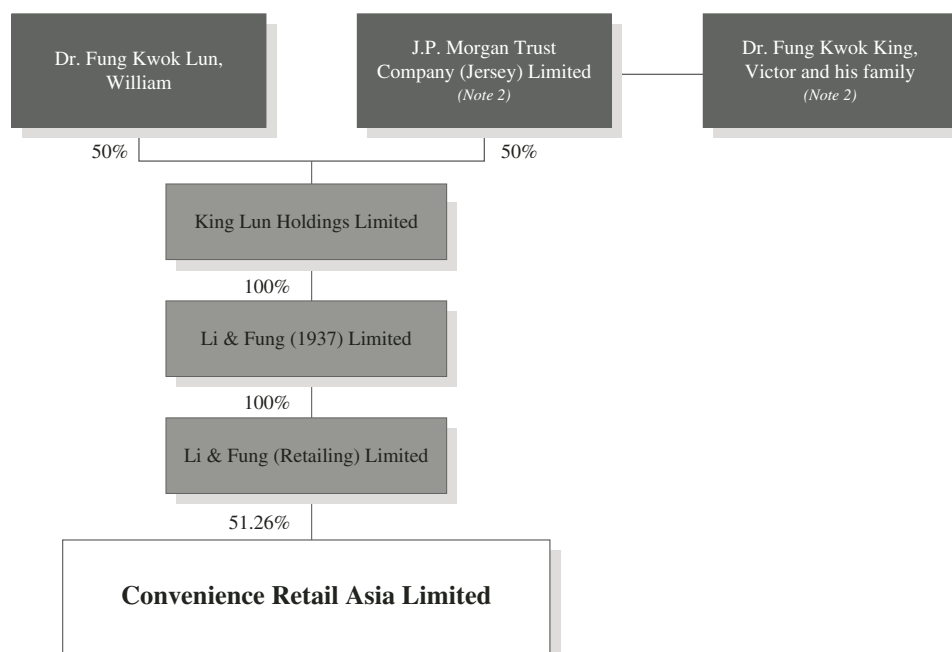 Dr. Fung Kwok Lun,
William
J.P. Morgan Trust
Company (Jersey) Limited
(Note 2)
Dr. Fung Kwok King,
Victor and his family
(Note 2)
50%
50%
King Lun Holdings Limited
100%
Li & Fung (1937) Limited
100%
Li & Fung (Retailing) Limited
51.26%
Convenience Retail Asia Limited